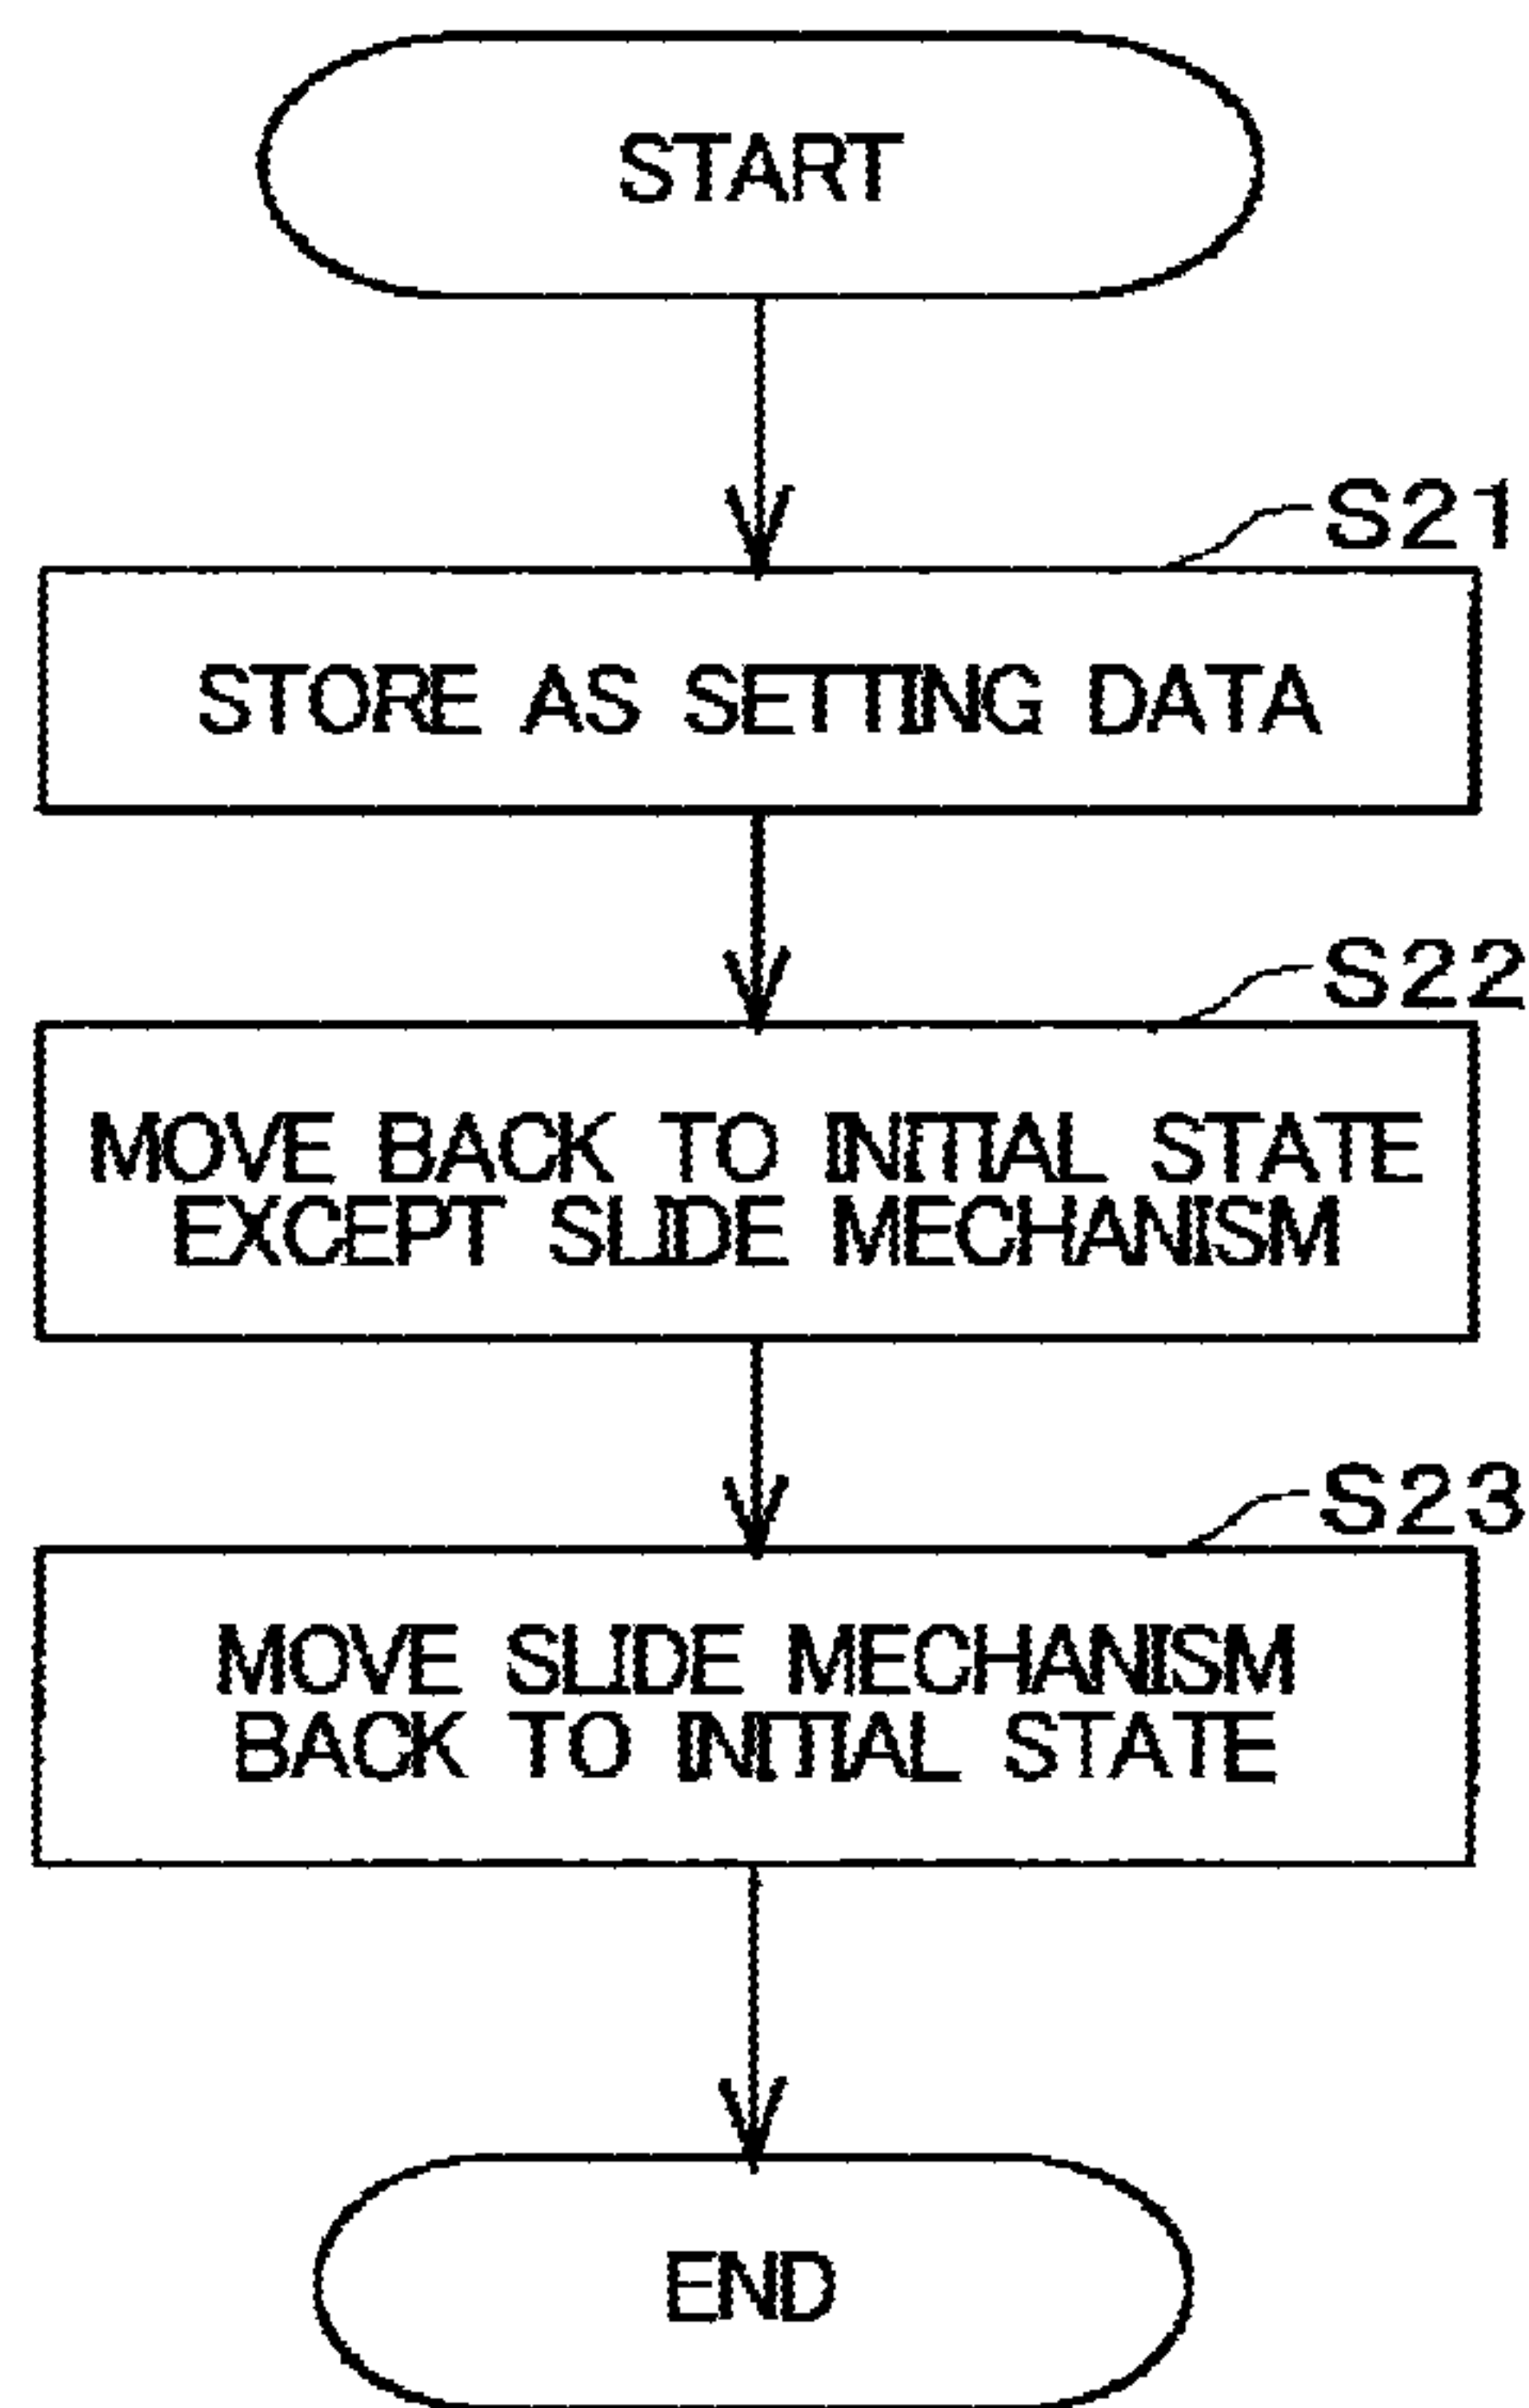 START
S21
STORE AS SETTING DATA
S22
MOVE BACK TO INITIAL STATE
EXCEPT SLIDE MECHANISM
S23
MOVE SLIDE MECHANISM
BACK TO INITIAL STATE
END